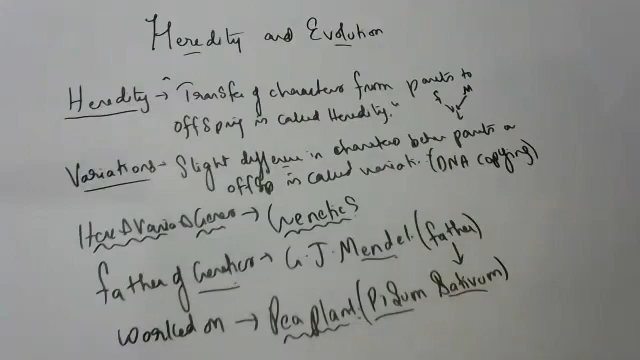 Heredity and Evolution
Heredity → "Transfer of characters from parents to
offspring is called Heredity."
F M
Variations - Slight difference in characters betw parents &
offsp is called variati. (DNA copying)
Here & Varia & Genes → Genetics
Father of Genetics → G.J. Mendel. (father)
↓
worked on → Pea plant. (Pisum Sativum)